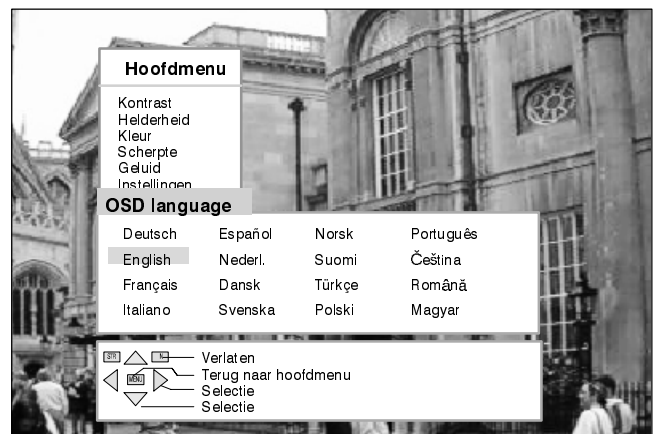 Hoofdmenu
Kontrast
Helderheid
Kleur
Scherpte
Geluid
Instellingen
OSD language
Deutsch Español Norsk Português
English Nederl. Suomi Čeština
Français Dansk Türkçe Română
Italiano Svenska Polski Magyar
STR N Verlaten
MENU Terug naar hoofdmenu
Selectie
Selectie